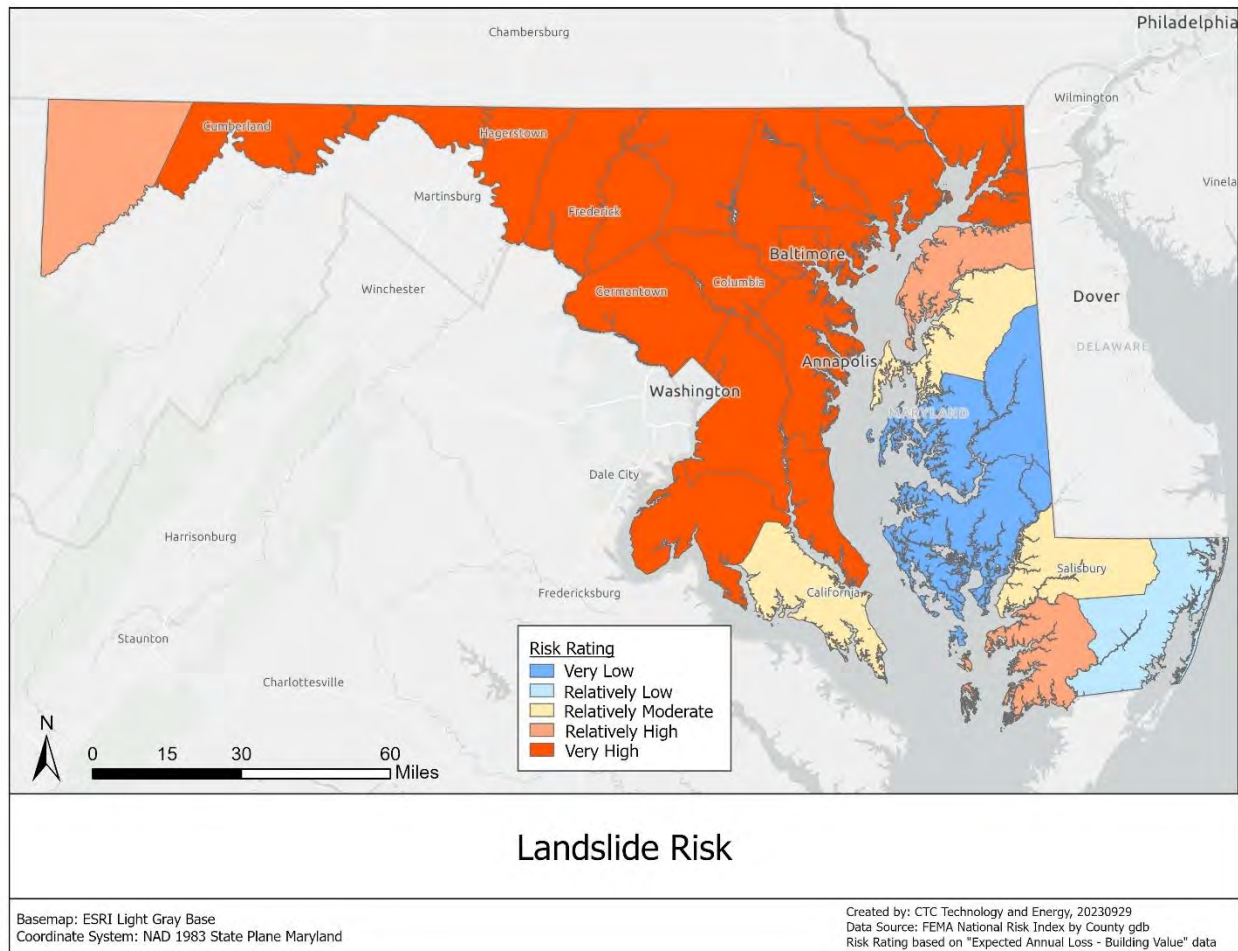 Philadelphia
Chambersburg
Wilmington
Cumberland
Hagerstown
Vinela
Martinsburg
Frederick
Baltimore
Winchester
Germantown
Columbia
Dover
DELAWARE
Annapolis
Washington
MARYLAND
Dale City
Harrisonburg
Salisbury
Fredericksburg
California
Staunton
Charlottesville
Risk Rating
Very Low
Relatively Low
Relatively Moderate
Relatively High
Very High
N
0 15 30 60
Miles
Landslide Risk
Basemap: ESRI Light Gray Base
Coordinate System: NAD 1983 State Plane Maryland
Created by: CTC Technology and Energy, 20230929
Data Source: FEMA National Risk Index by County gdb
Risk Rating based on "Expected Annual Loss - Building Value" data